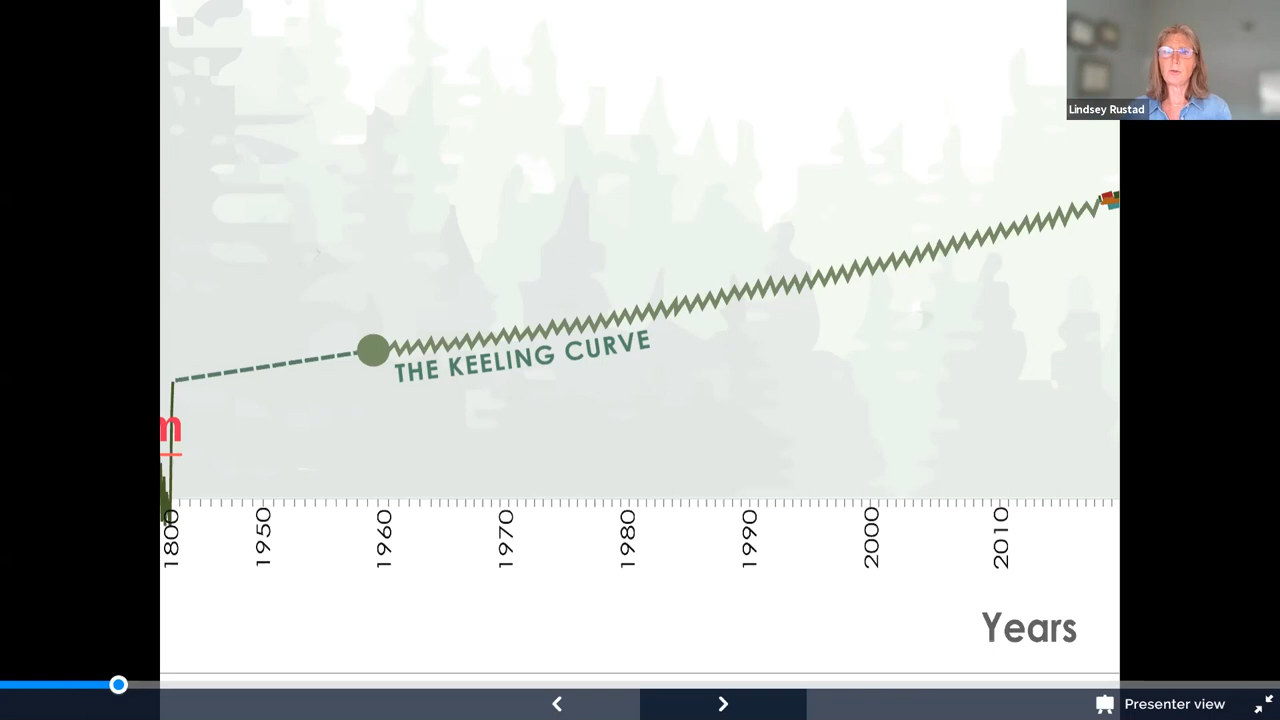 Lindsey Rustad
THE KEELING CURVE
m
1800
1950
1960
1970
1980
1990
2000
2010
Years
Presenter view